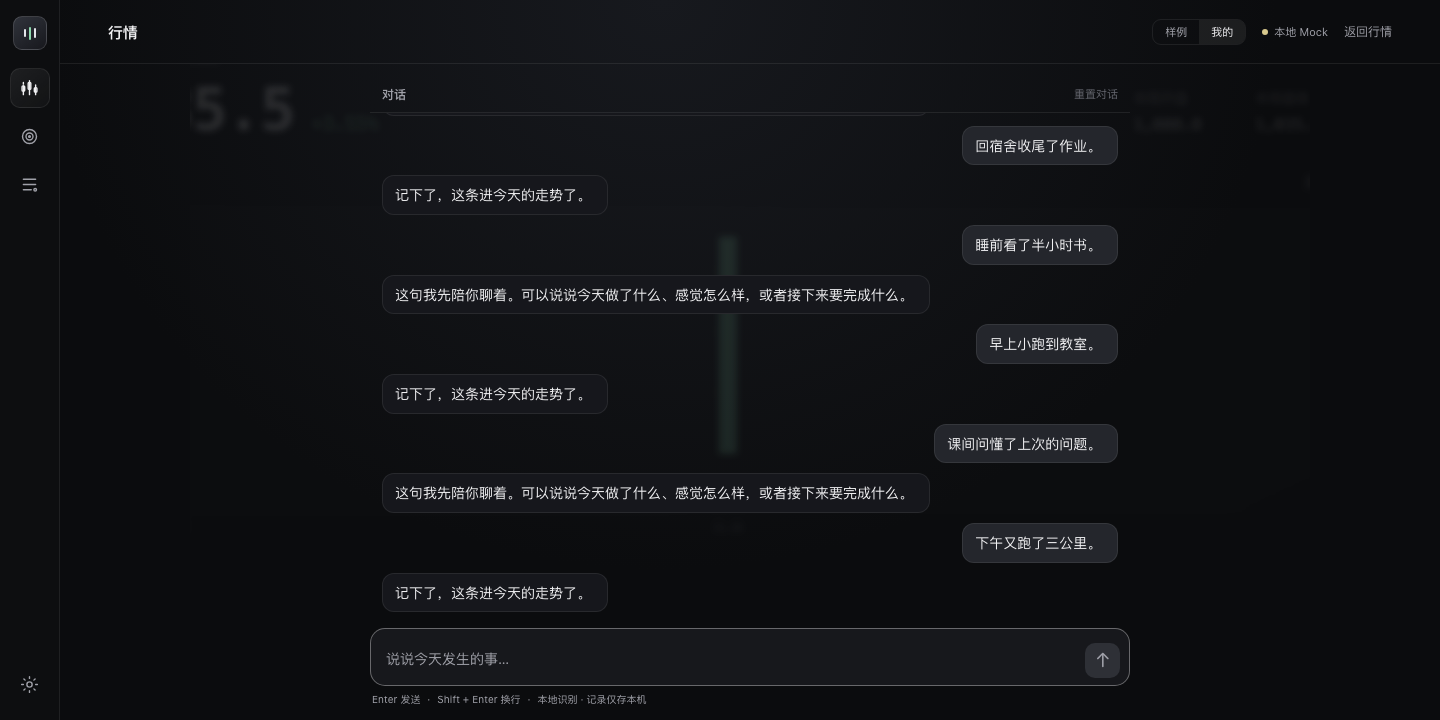 行情
样例
我的
本地 Mock
返回行情
5.5
对话
重置对话
回宿舍收尾了作业。
记下了，这条进今天的走势了。
睡前看了半小时书。
这句我先陪你聊着。可以说说今天做了什么、感觉怎么样，或者接下来要完成什么。
早上小跑到教室。
记下了，这条进今天的走势了。
课间问懂了上次的问题。
这句我先陪你聊着。可以说说今天做了什么、感觉怎么样，或者接下来要完成什么。
下午又跑了三公里。
记下了，这条进今天的走势了。
说说今天发生的事...
Enter 发送 · Shift + Enter 换行 · 本地识别 · 记录仅存本机